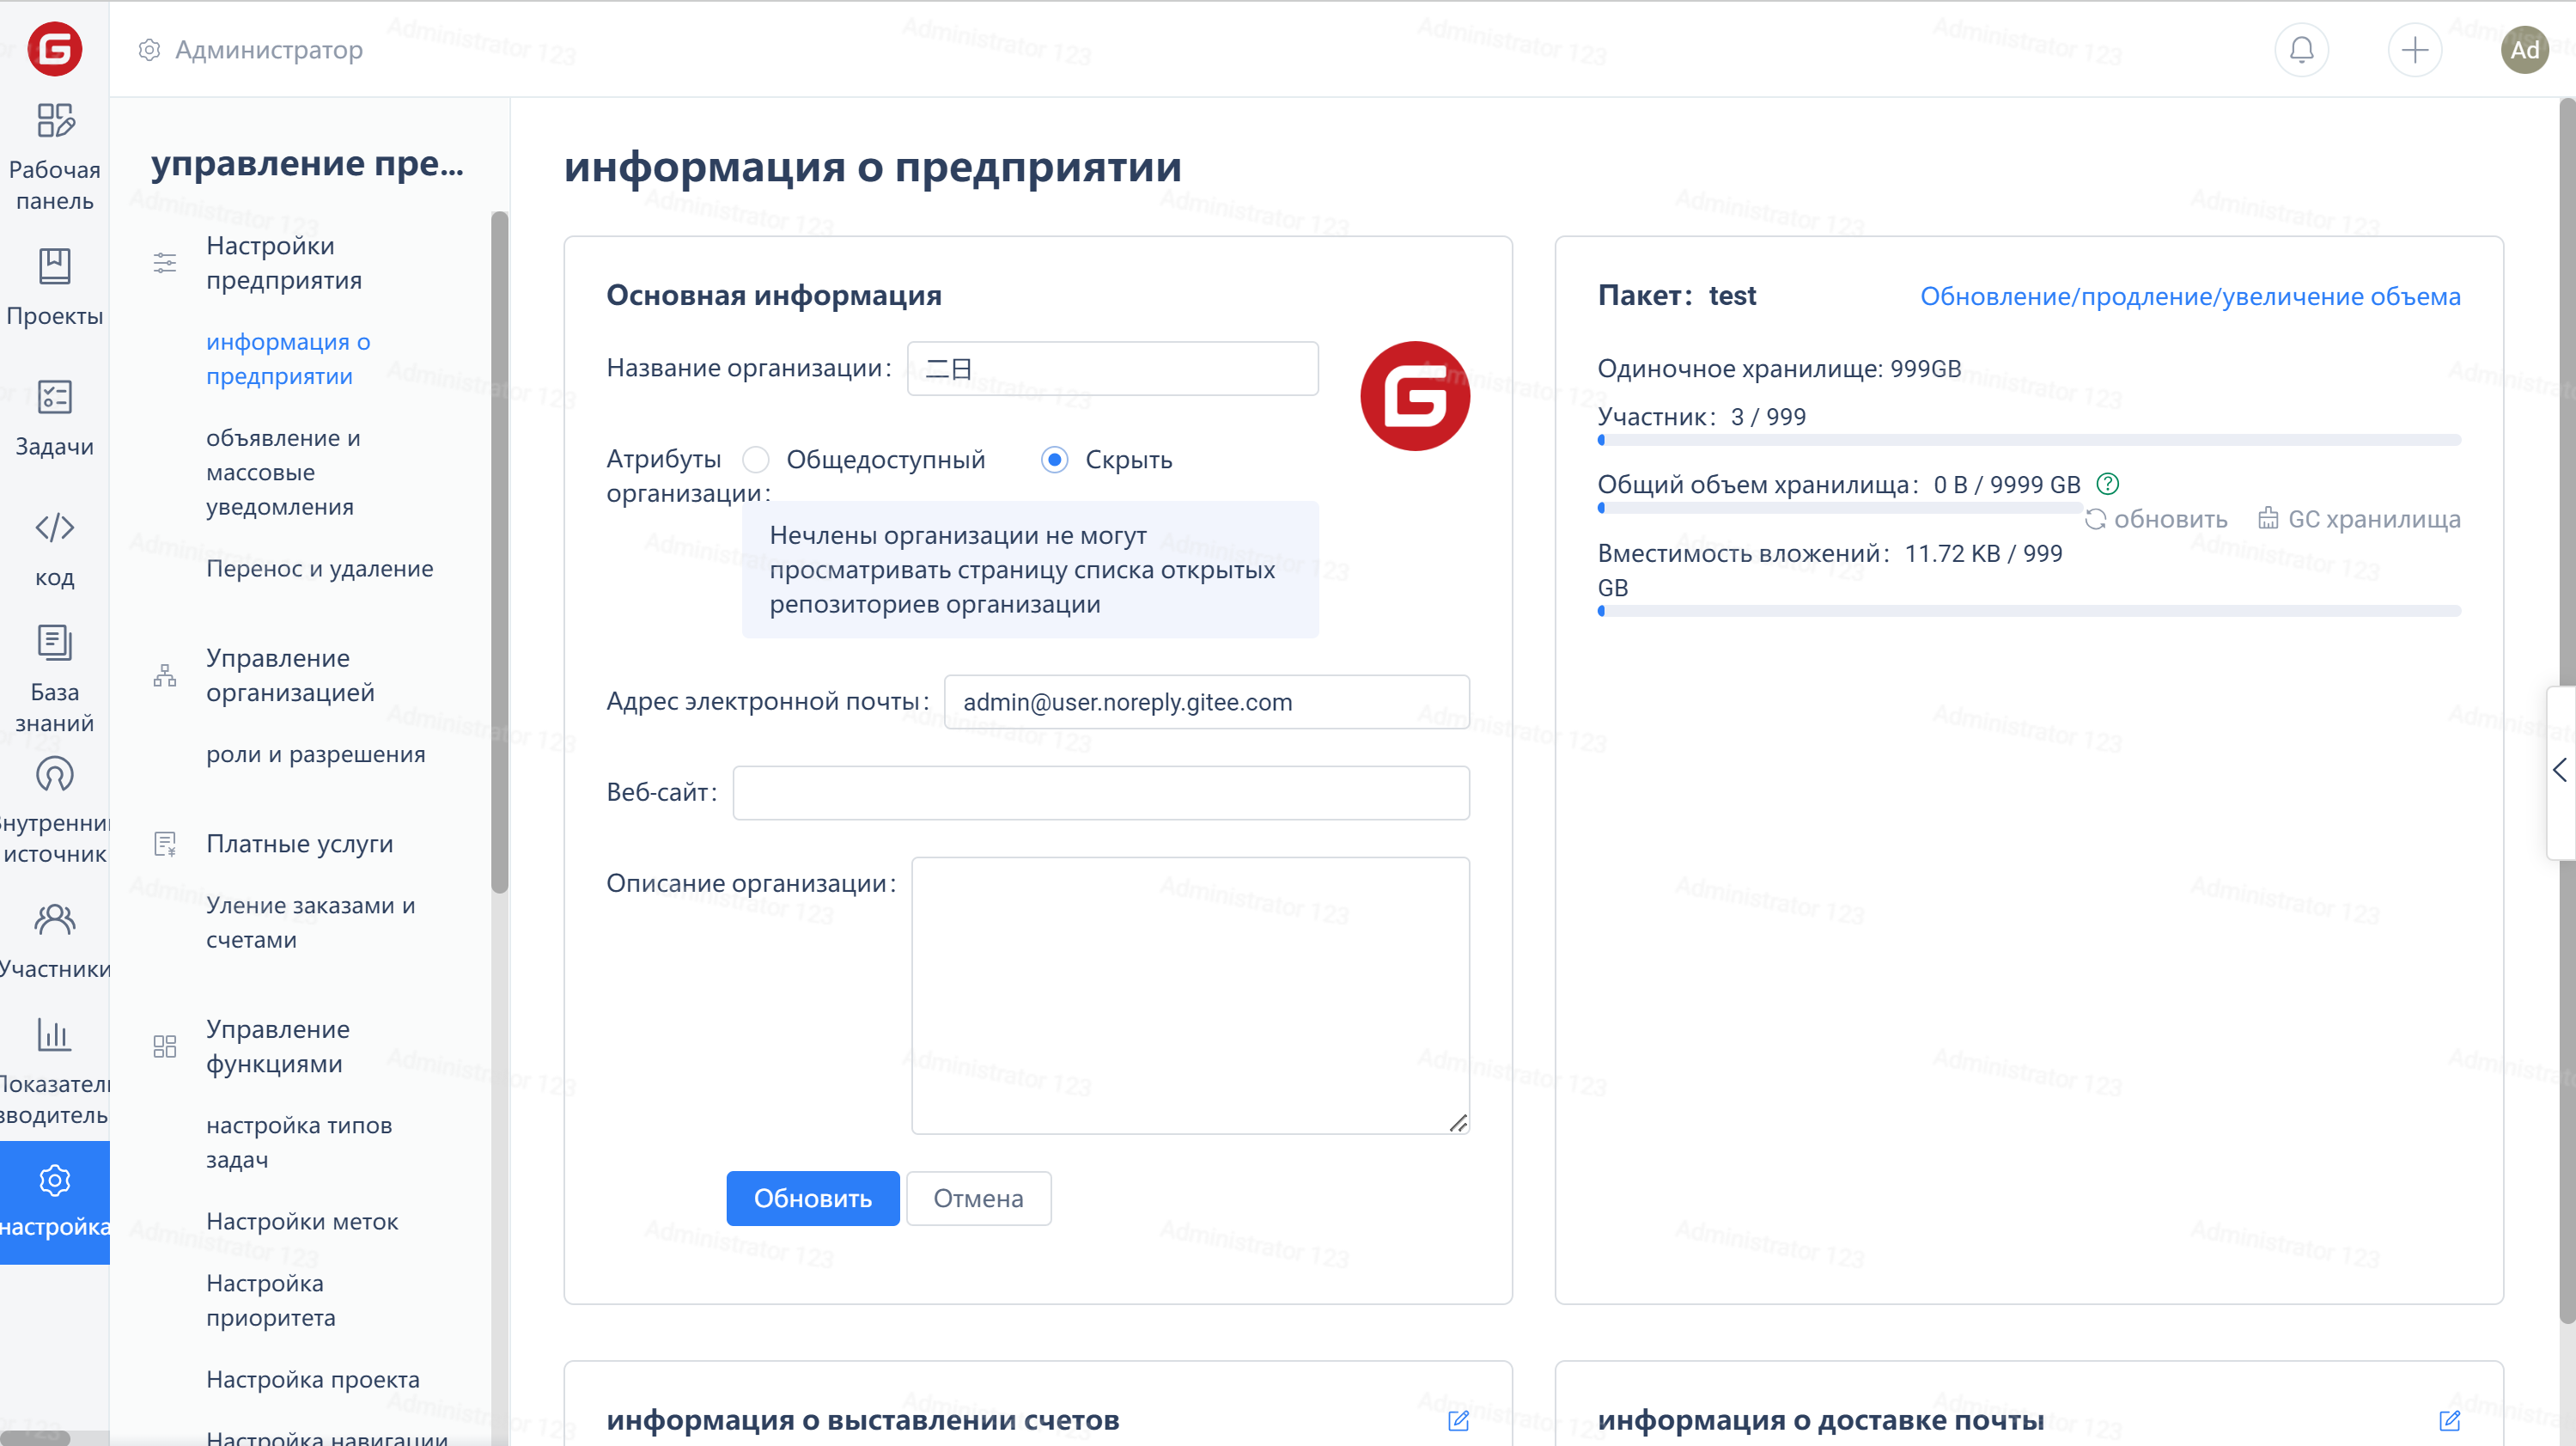 Администратор
Ad
Рабочая
панель
Проекты
Задачи
код
База
знаний
источник
Участники
настройка
управление пре...
Настройки
предприятия
информация о
предприятии
объявление и
массовые
уведомления
Перенос и удаление
Управление
организацией
роли и разрешения
Платные услуги
Уление заказами и
счетами
Управление
функциями
настройка типов
задач
Настройки меток
Настройка
приоритета
Настройка проекта
Настройка навигации
информация о предприятии
Основная информация
Название организации: 二日
Атрибуты
организации:
Общедоступный Скрыть
Нечлены организации не могут
просматривать страницу списка открытых
репозиториев организации
Адрес электронной почты: admin@user.noreply.gitee.com
Веб-сайт:
Описание организации:
Обновить Отмена
Пакет: test Обновление/продление/увеличение объема
Одиночное хранилище: 999GB
Участник: 3 / 999
Общий объем хранилища: 0 B / 9999 GB
обновить GC хранилища
Вместимость вложений: 11.72 KB / 999
GB
информация о выставлении счетов
информация о доставке почты
Administrator 123